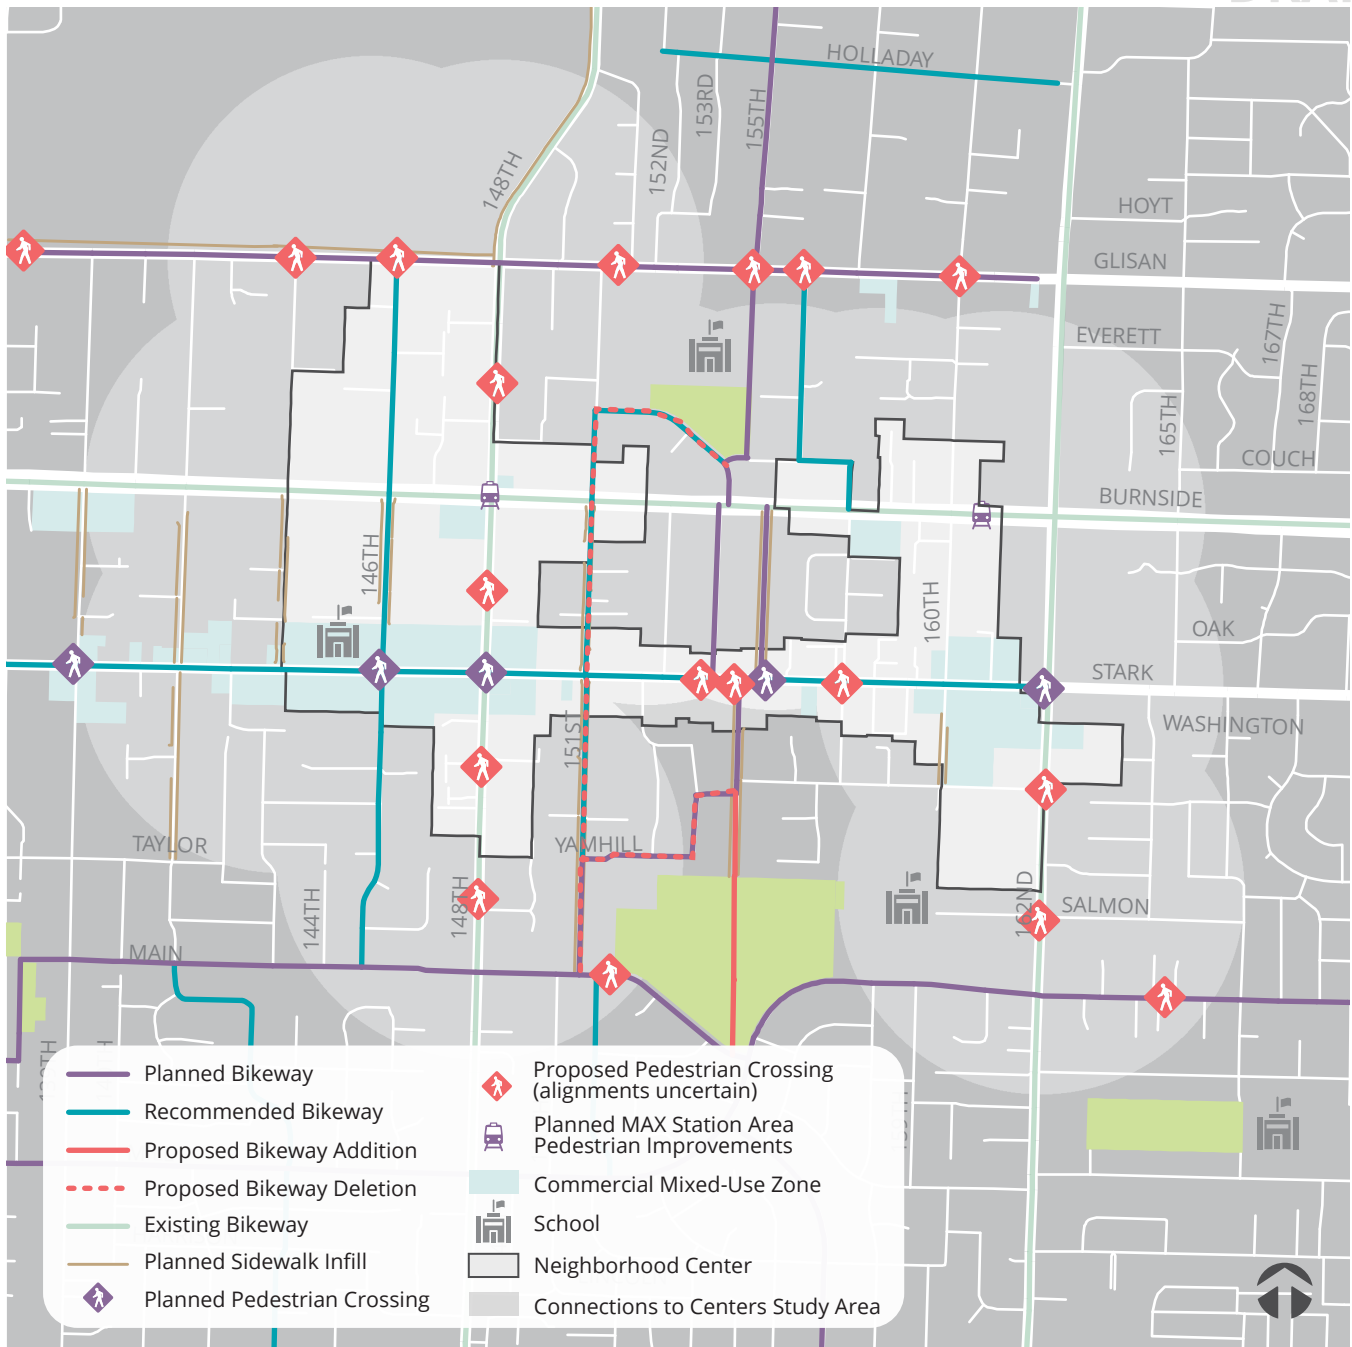 HOLLADAY
153RD
155TH
152ND
148TH
HOYT
GLISAN
EVERETT
167TH
168TH
165TH
COUCH
BURNSIDE
146TH
160TH
OAK
STARK
WASHINGTON
151ST
TAYLOR
YAMHILL
144TH
148TH
162ND
SALMON
MAIN
Planned Bikeway
Recommended Bikeway
Proposed Bikeway Addition
Proposed Bikeway Deletion
Existing Bikeway
Planned Sidewalk Infill
Planned Pedestrian Crossing
Proposed Pedestrian Crossing
(alignments uncertain)
Planned MAX Station Area
Pedestrian Improvements
Commercial Mixed-Use Zone
School
Neighborhood Center
Connections to Centers Study Area